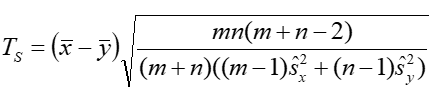 T_S = (x̅ − y̅) √( mn(m + n − 2) / ((m + n)((m − 1)ŝ_x^2 + (n − 1)ŝ_y^2)) )